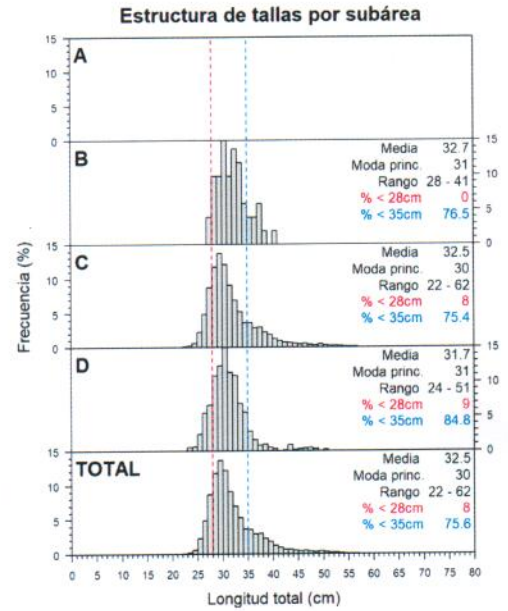 Estructura de tallas por subárea
15
10
5
0
A
B
Media 32.7
Moda princ. 31
Rango 28 - 41
% < 28cm 0
% < 35cm 76.5
15
10
5
0
15
10
5
0
C
Media 32.5
Moda princ. 30
Rango 22 - 62
% < 28cm 8
% < 35cm 75.4
D
Media 31.7
Moda princ. 31
Rango 24 - 51
% < 28cm 9
% < 35cm 84.8
15
10
5
0
15
10
5
0
TOTAL
Media 32.5
Moda princ. 30
Rango 22 - 62
% < 28cm 8
% < 35cm 75.6
Frecuencia (%)
0 5 10 15 20 25 30 35 40 45 50 55 60 65 70 75 80
Longitud total (cm)